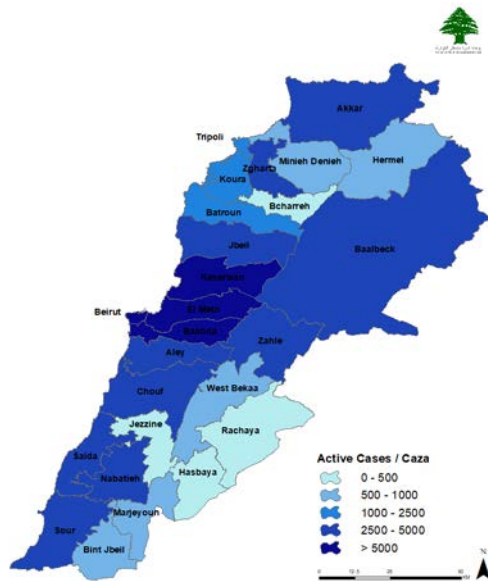 Akkar
Tripoli
Minieh Denieh
Hermel
Zgharta
Koura
Bcharreh
Batroun
Jbeil
Baalbeck
Kesrwan
El Metn
Beirut
Baabda
Zahle
Aley
Chouf
West Bekaa
Jezzine
Rachaya
Saida
Hasbaya
Nabatieh
Marjeyoun
Sour
Bint Jbeil
Active Cases / Caza
0 - 500
500 - 1000
1000 - 2500
2500 - 5000
> 5000
N